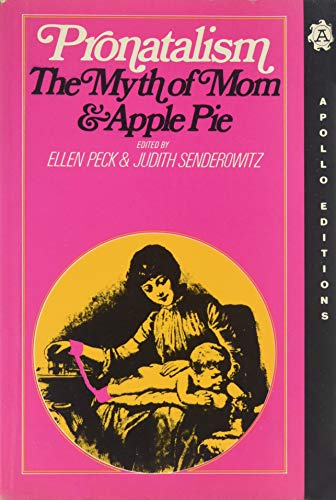 Pronatalism
The Myth of Mom
& Apple Pie
EDITED BY
ELLEN PECK & JUDITH SENDEROWITZ
A
APOLLO EDITIONS